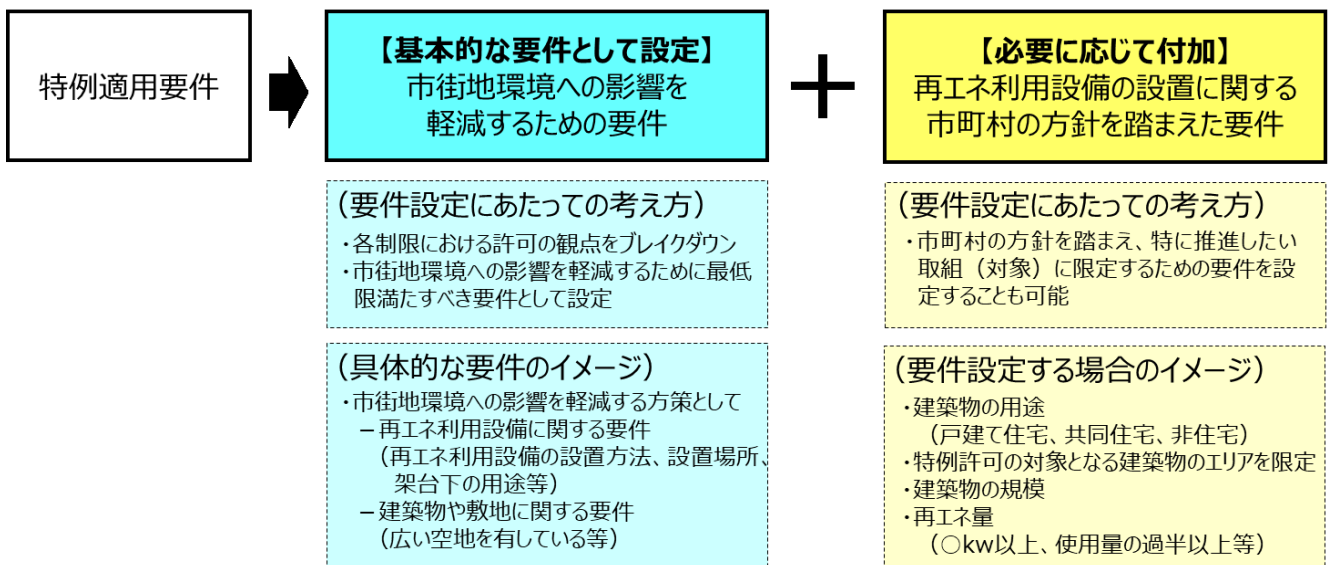 特例適用要件
【基本的な要件として設定】
市街地環境への影響を
軽減するための要件
＋
【必要に応じて付加】
再エネ利用設備の設置に関する
市町村の方針を踏まえた要件
（要件設定にあたっての考え方）
・各制限における許可の観点をブレイクダウン
・市街地環境への影響を軽減するために最低
限満たすべき要件として設定
（要件設定にあたっての考え方）
・市町村の方針を踏まえ、特に推進したい
取組（対象）に限定するための要件を設
定することも可能
（具体的な要件のイメージ）
・市街地環境への影響を軽減する方策として
－再エネ利用設備に関する要件
（再エネ利用設備の設置方法、設置場所、
架台下の用途等）
－建築物や敷地に関する要件
（広い空地を有している等）
（要件設定する場合のイメージ）
・建築物の用途
（戸建て住宅、共同住宅、非住宅）
・特例許可の対象となる建築物のエリアを限定
・建築物の規模
・再エネ量
（○kw以上、使用量の過半以上等）